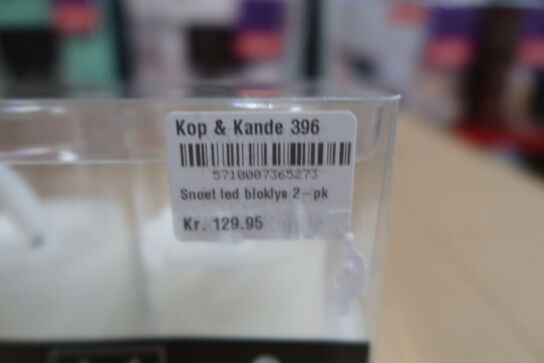 Kop & Kande 396
5710007365273
Snoet led bloklys 2-pk
Kr. 129.95